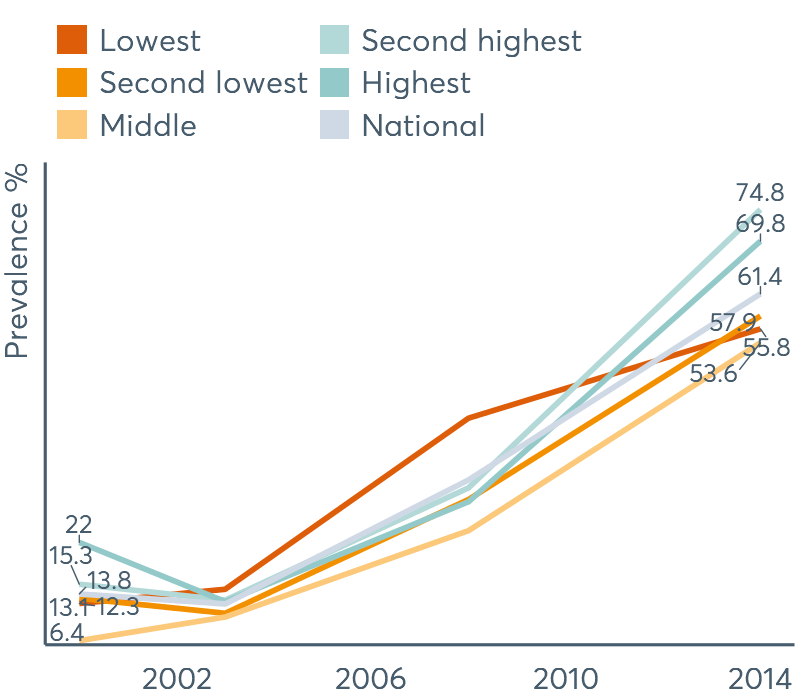 Lowest
Second lowest
Middle
Second highest
Highest
National
Prevalence %
74.8
69.8
61.4
57.9
55.8
53.6
22
15.3
13.8
13.1
12.3
6.4
2002
2006
2010
2014